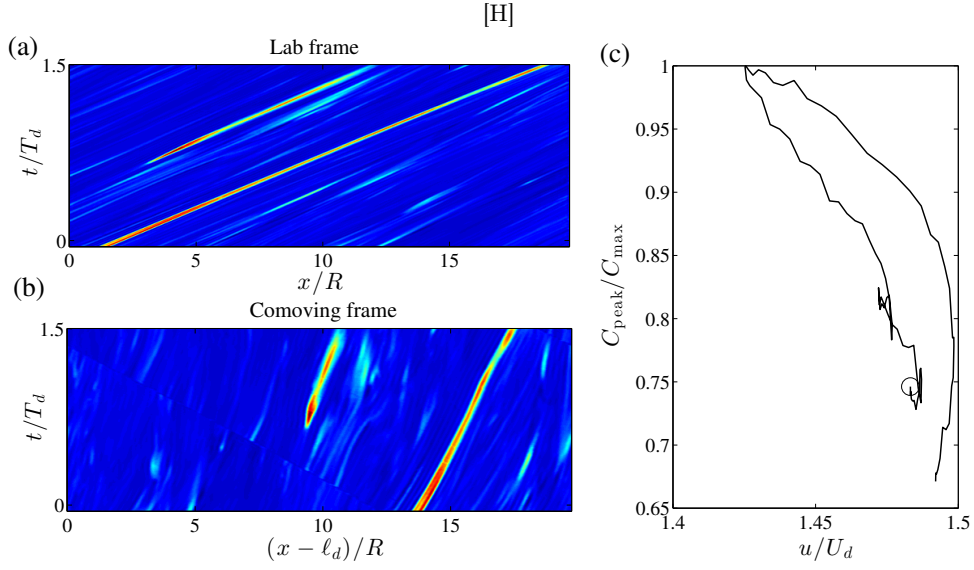 [H]
(a)
Lab frame
1.5
t/T_d
0
0 5 10 15
x/R
(b)
Comoving frame
1.5
t/T_d
0
0 5 10 15
(x − ℓ_d)/R
(c)
1
0.95
0.9
0.85
0.8
0.75
0.7
0.65
C_peak/C_max
1.4 1.45 1.5
u/U_d